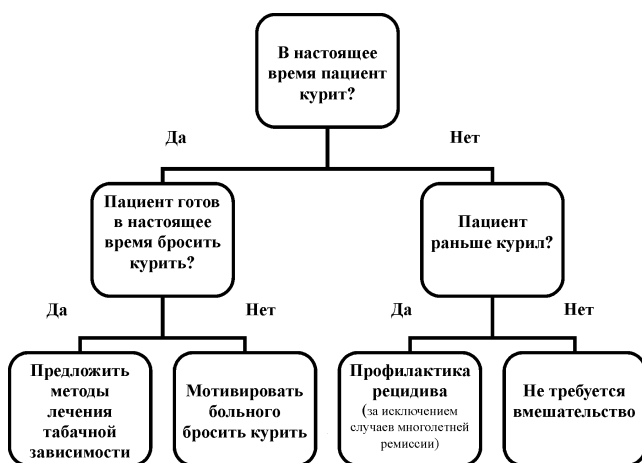 В настоящее
время пациент
курит?
Да
Нет
Пациент готов
в настоящее
время бросить
курить?
Пациент
раньше курил?
Да
Нет
Да
Нет
Предложить
методы
лечения
табачной
зависимости
Мотивировать
больного
бросить курить
Профилактика
рецидива
(за исключением
случаев многолетней
ремиссии)
Не требуется
вмешательство